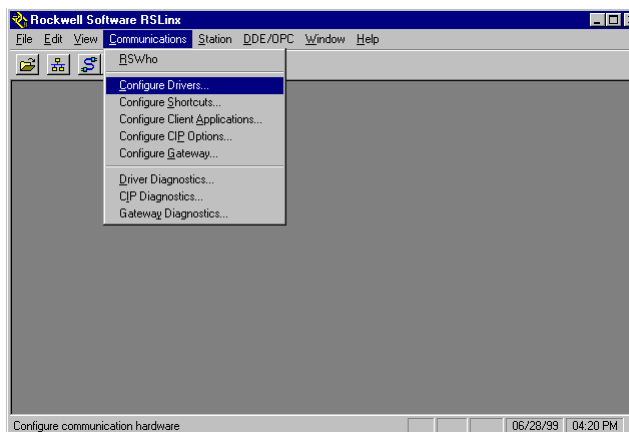 Rockwell Software RSLinx
File Edit View Communications Station DDE/OPC Window Help
RSWho
Configure Drivers...
Configure Shortcuts...
Configure Client Applications...
Configure CIP Options...
Configure Gateway...
Driver Diagnostics...
CIP Diagnostics...
Gateway Diagnostics...
Configure communication hardware
06/28/99 04:20 PM